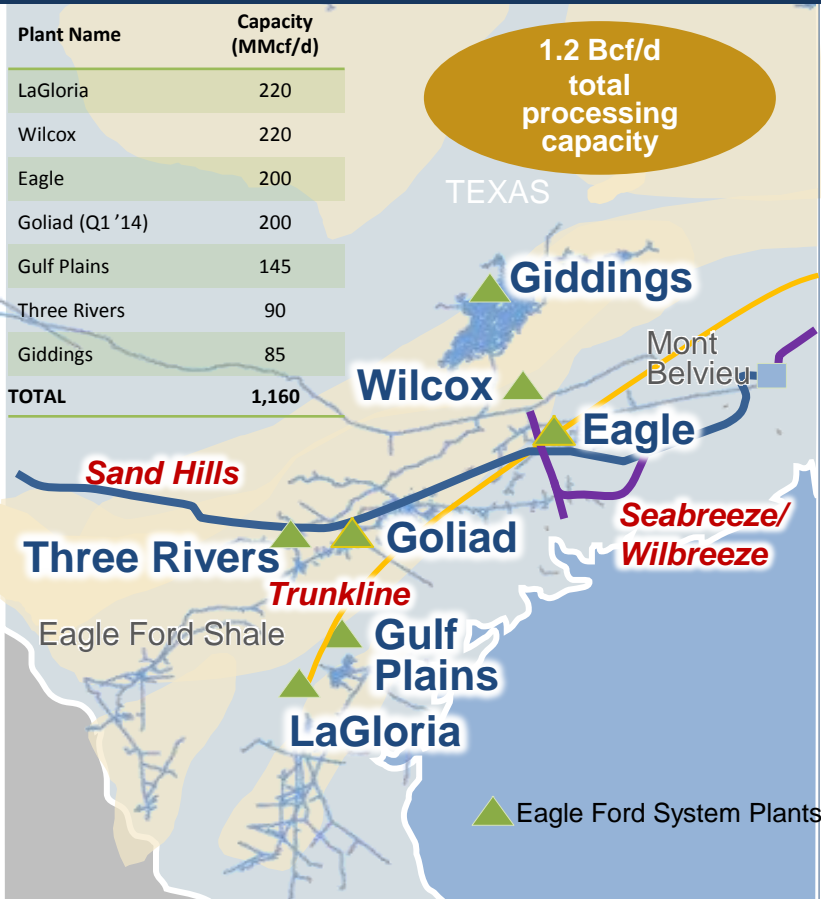 Plant Name Capacity (MMcf/d)
LaGloria 220
Wilcox 220
Eagle 200
Goliad (Q1 ’14) 200
Gulf Plains 145
Three Rivers 90
Giddings 85
TOTAL 1,160
1.2 Bcf/d
total
processing
capacity
TEXAS
Giddings
Mont
Belvieu
Wilcox
Eagle
Sand Hills
Seabreeze/
Wilbreeze
Goliad
Three Rivers
Trunkline
Eagle Ford Shale
Gulf
Plains
LaGloria
Eagle Ford System Plants